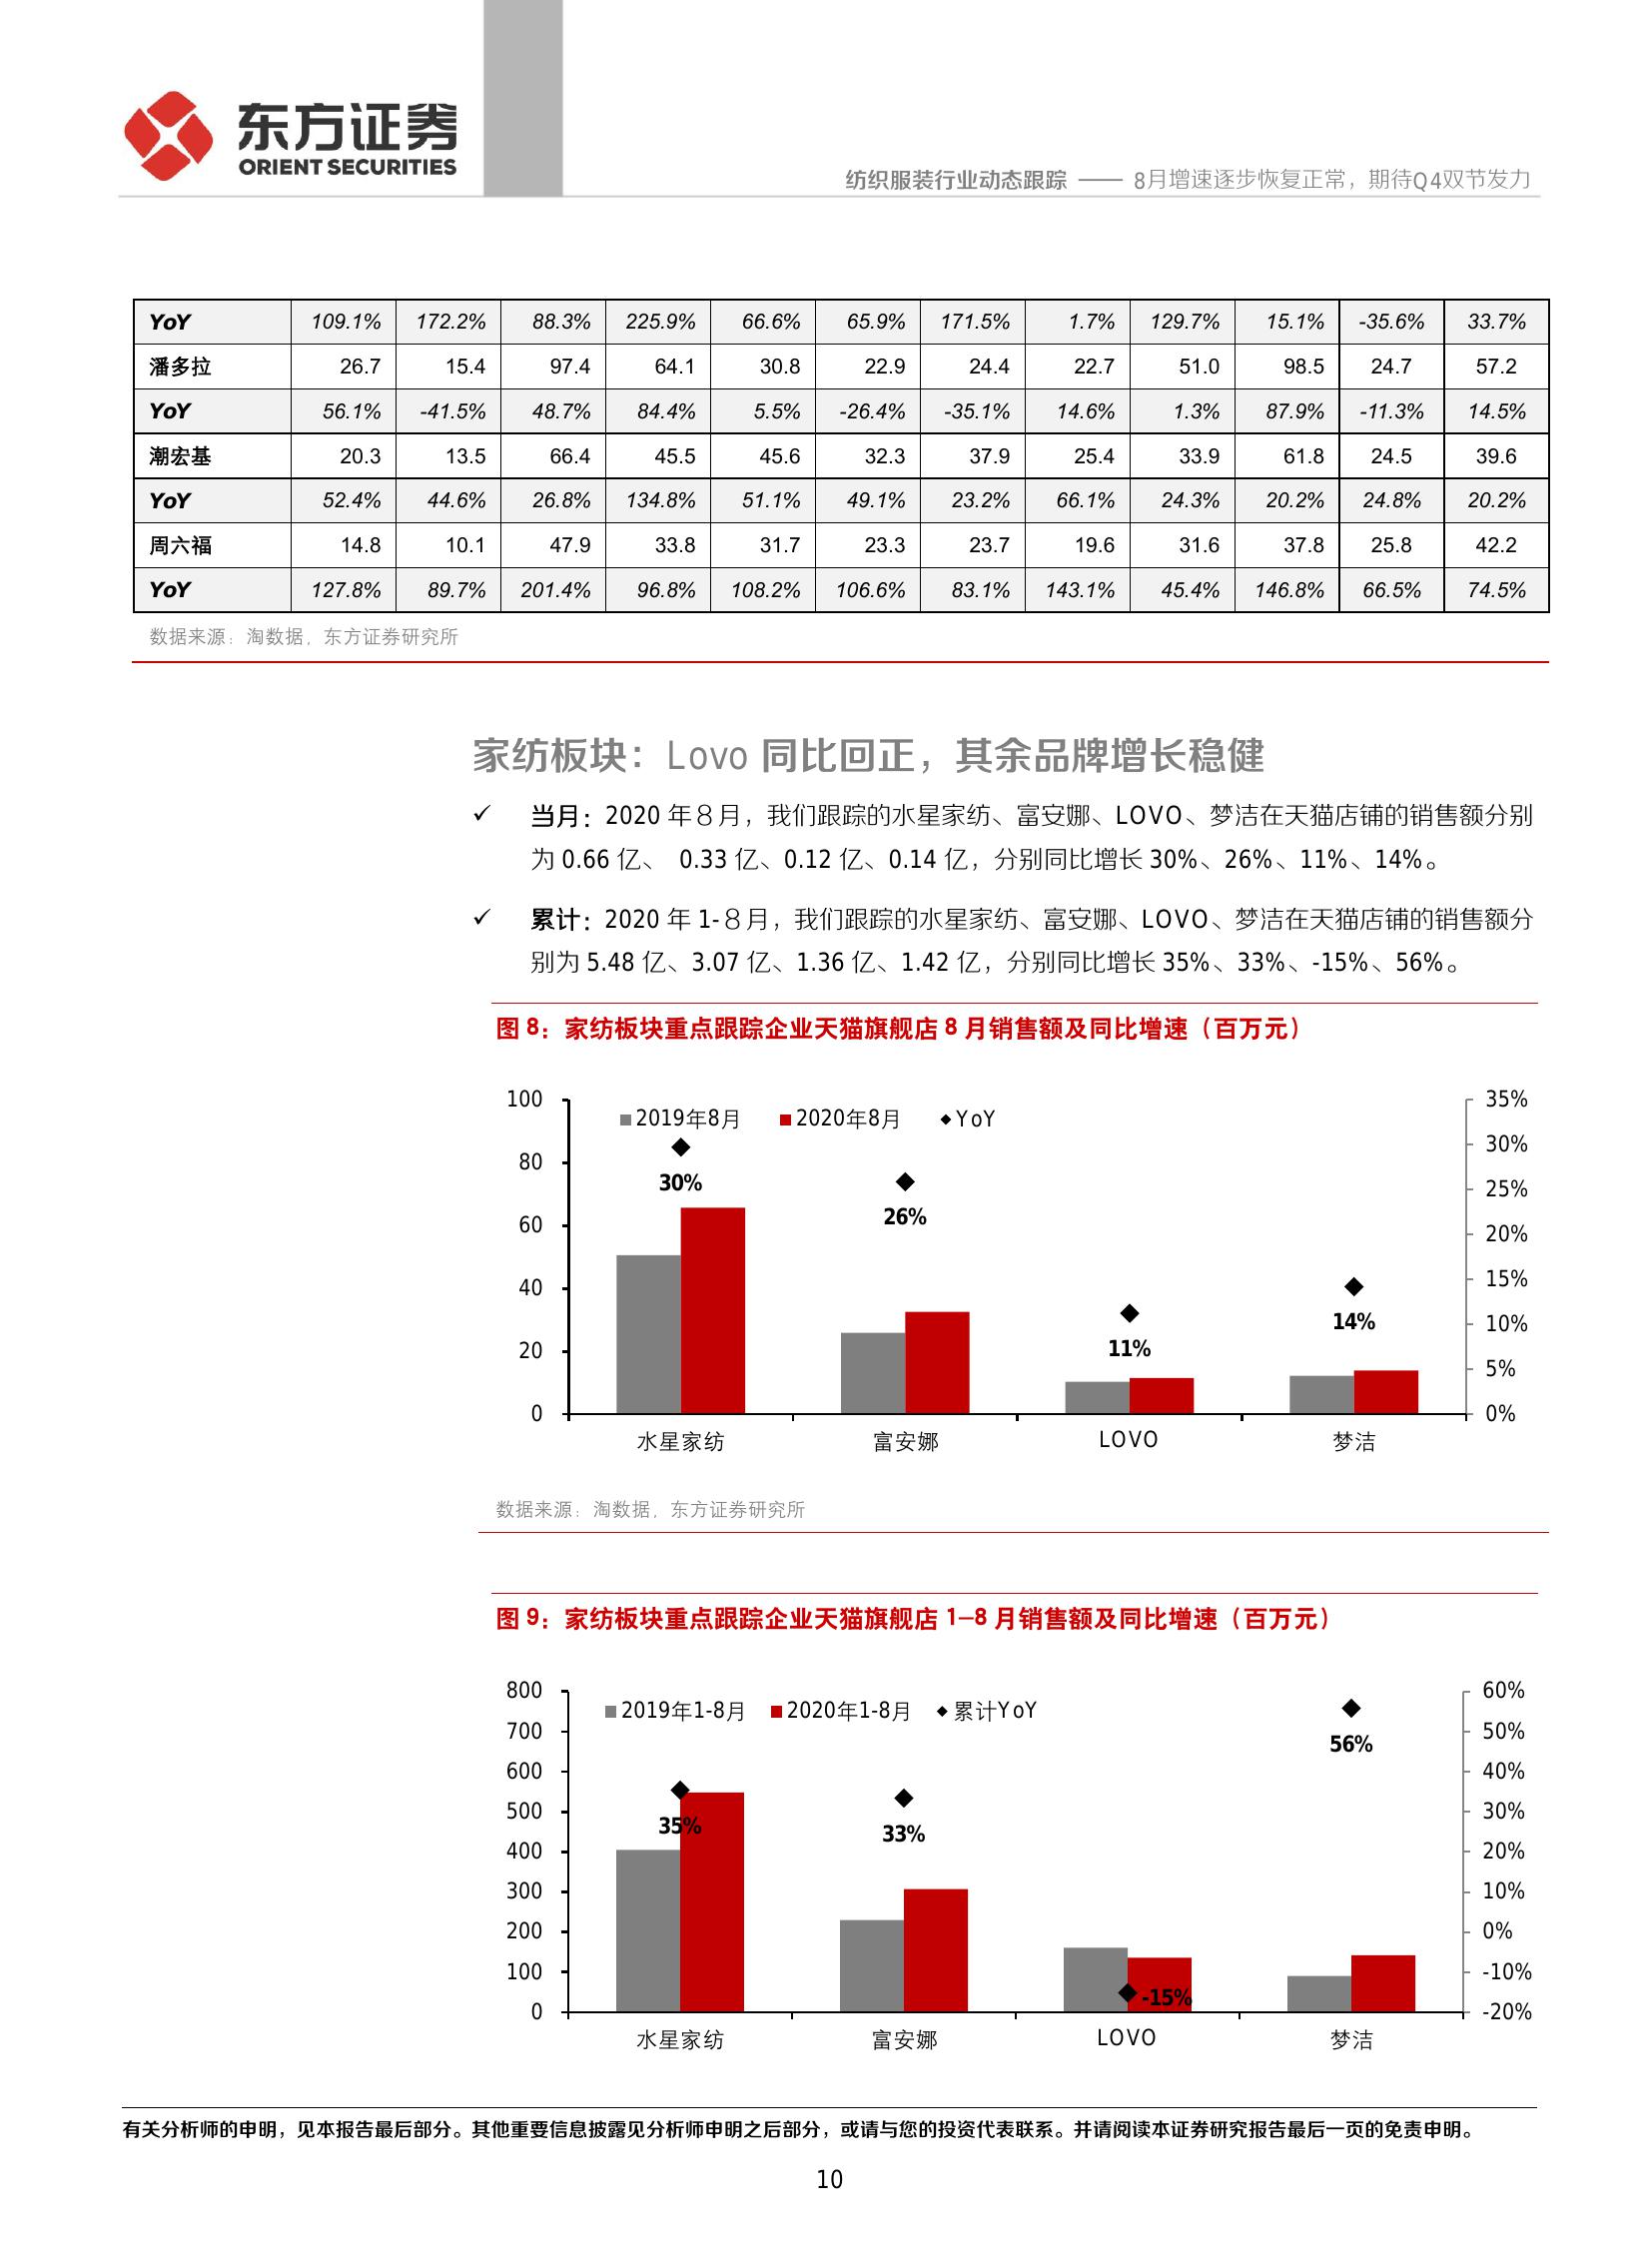 东方证券
ORIENT SECURITIES
纺织服装行业动态跟踪 —— 8月增速逐步恢复正常，期待Q4双节发力
YoY 109.1% 172.2% 88.3% 225.9% 66.6% 65.9% 171.5% 1.7% 129.7% 15.1% -35.6% 33.7%
潘多拉 26.7 15.4 97.4 64.1 30.8 22.9 24.4 22.7 51.0 98.5 24.7 57.2
YoY 56.1% -41.5% 48.7% 84.4% 5.5% -26.4% -35.1% 14.6% 1.3% 87.9% -11.3% 14.5%
潮宏基 20.3 13.5 66.4 45.5 45.6 32.3 37.9 25.4 33.9 61.8 24.5 39.6
YoY 52.4% 44.6% 26.8% 134.8% 51.1% 49.1% 23.2% 66.1% 24.3% 20.2% 24.8% 20.2%
周六福 14.8 10.1 47.9 33.8 31.7 23.3 23.7 19.6 31.6 37.8 25.8 42.2
YoY 127.8% 89.7% 201.4% 96.8% 108.2% 106.6% 83.1% 143.1% 45.4% 146.8% 66.5% 74.5%
数据来源：淘数据，东方证券研究所
家纺板块：Lovo 同比回正，其余品牌增长稳健
✓ 当月：2020 年８月，我们跟踪的水星家纺、富安娜、LOVO、梦洁在天猫店铺的销售额分别
为 0.66 亿、 0.33 亿、0.12 亿、0.14 亿，分别同比增长 30%、26%、11%、14%。
✓ 累计：2020 年 1-８月，我们跟踪的水星家纺、富安娜、LOVO、梦洁在天猫店铺的销售额分
别为 5.48 亿、3.07 亿、1.36 亿、1.42 亿，分别同比增长 35%、33%、-15%、56%。
图 8：家纺板块重点跟踪企业天猫旗舰店 8 月销售额及同比增速（百万元）
2019年8月 2020年8月 YoY
100 35%
30%
80
25%
60
20%
15%
40
10%
20
5%
0 0%
30%
26%
11%
14%
水星家纺 富安娜 LOVO 梦洁
数据来源：淘数据，东方证券研究所
图 9：家纺板块重点跟踪企业天猫旗舰店 1—8 月销售额及同比增速（百万元）
2019年1-8月 2020年1-8月 累计YoY
800 60%
700 50%
600 40%
500 30%
400 20%
300 10%
200 0%
100 -10%
0 -20%
35%
33%
-15%
56%
水星家纺 富安娜 LOVO 梦洁
有关分析师的申明，见本报告最后部分。其他重要信息披露见分析师申明之后部分，或请与您的投资代表联系。并请阅读本证券研究报告最后一页的免责申明。
10